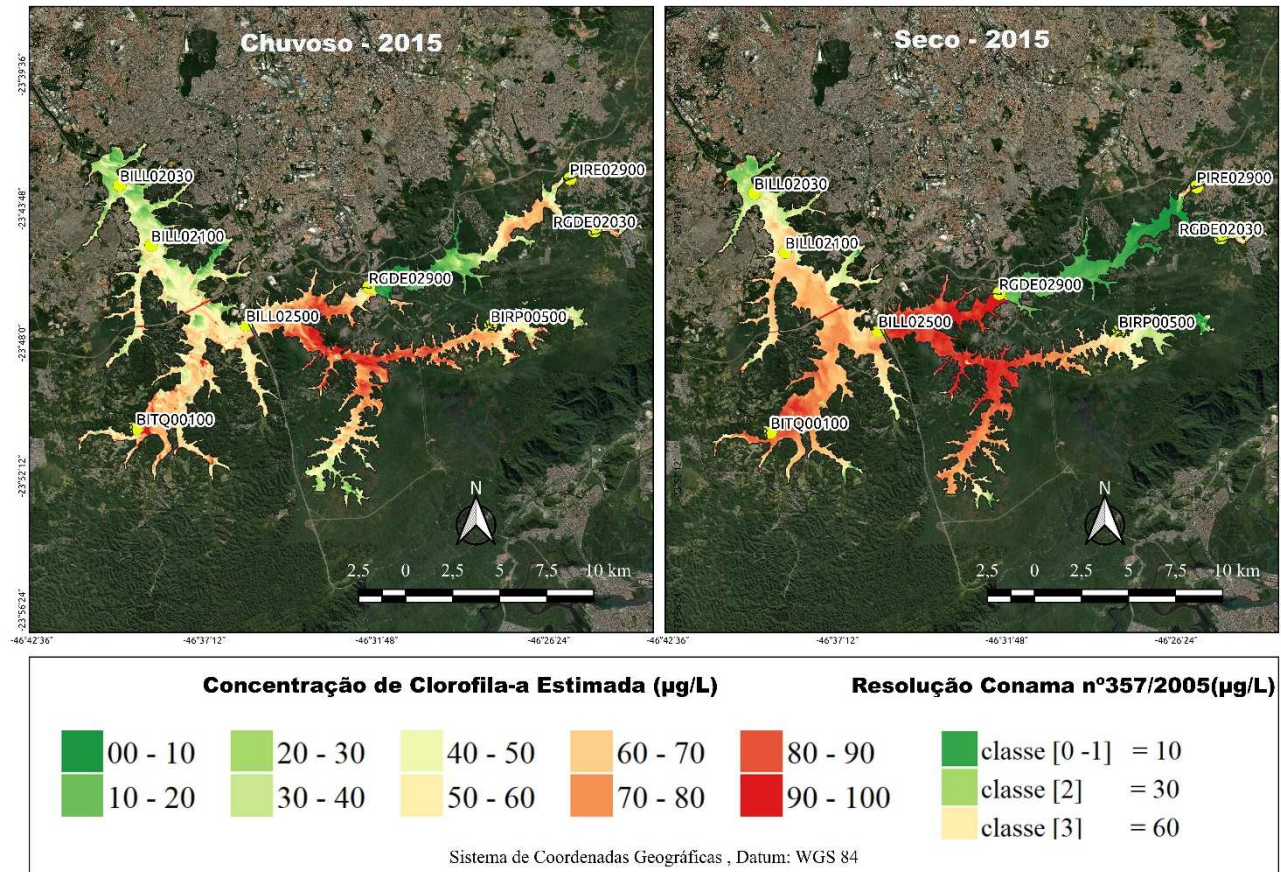 Chuvoso - 2015
-23°39'36"
-23°43'48"
-23°48'0"
-23°52'12"
-23°56'24"
BILL02030
BILL02100
BILL02500
BITQ00100
RGDE02900
PIRE02900
RGDE02030
BIRP00500
N
2,5 0 2,5 5 7,5 10 km
-46°42'36" -46°37'12" -46°31'48" -46°26'24"
Seco - 2015
BILL02030
BILL02100
BILL02500
BITQ00100
RGDE02900
PIRE02900
RGDE02030
BIRP00500
N
2,5 0 2,5 5 7,5 10 km
-46°42'36" -46°37'12" -46°31'48" -46°26'24"
Concentração de Clorofila-a Estimada (µg/L)
00 - 10 20 - 30 40 - 50 60 - 70 80 - 90
10 - 20 30 - 40 50 - 60 70 - 80 90 - 100
Resolução Conama nº357/2005(µg/L)
classe [0 -1] = 10
classe [2] = 30
classe [3] = 60
Sistema de Coordenadas Geográficas , Datum: WGS 84